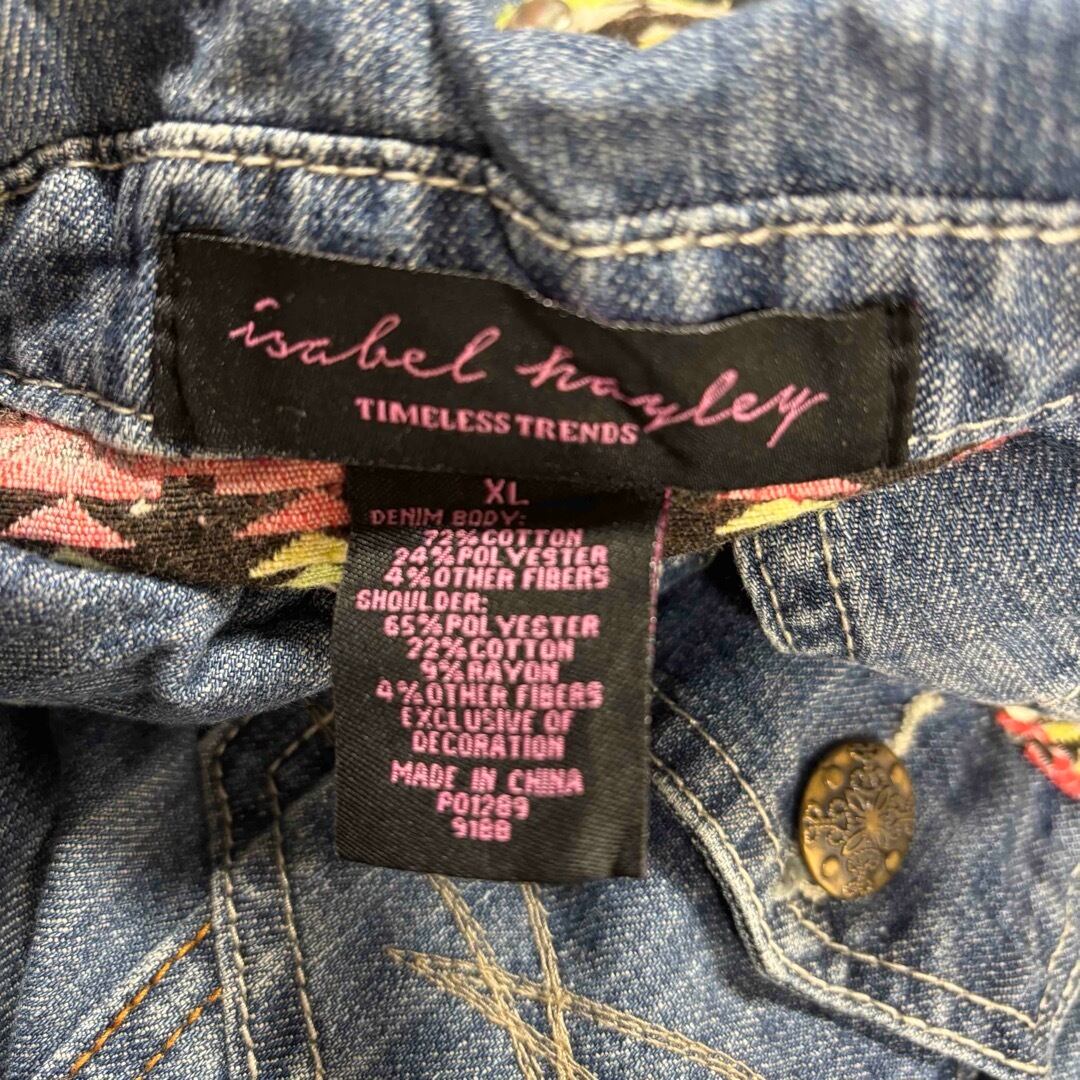 isabel hayley
TIMELESS TRENDS
XL
DENIM BODY:
72% COTTON
24% POLYESTER
4% OTHER FIBERS
SHOULDER:
65% POLYESTER
22% COTTON
9% RAYON
4% OTHER FIBERS
EXCLUSIVE OF
DECORATION
MADE IN CHINA
PO1289
9188